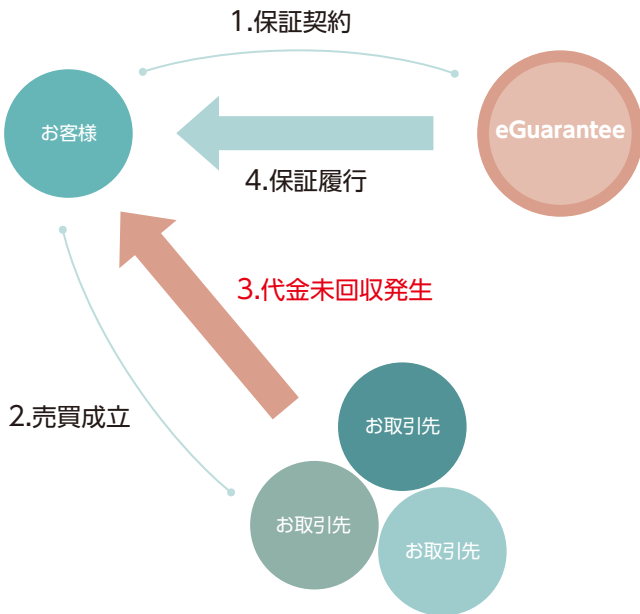 1.保証契約
お客様
eGuarantee
4.保証履行
3.代金未回収発生
2.売買成立
お取引先
お取引先
お取引先